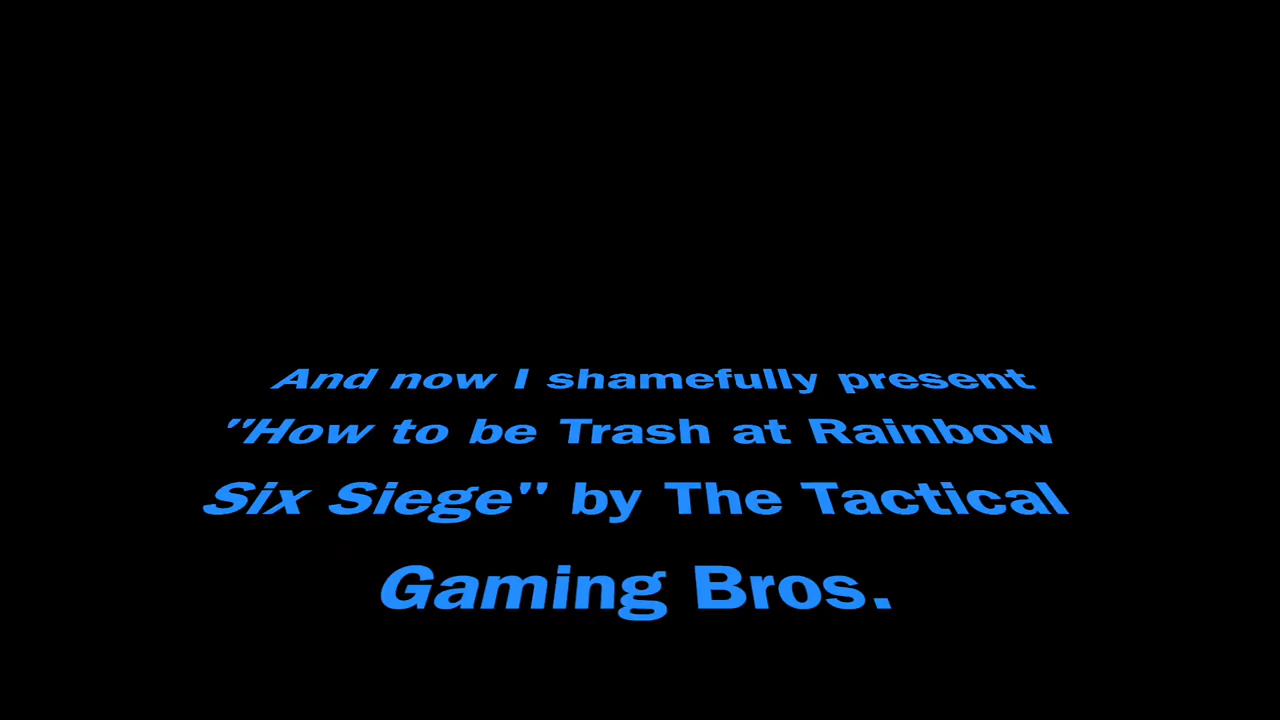 And now I shamefully present
"How to be Trash at Rainbow
Six Siege" by The Tactical
Gaming Bros.